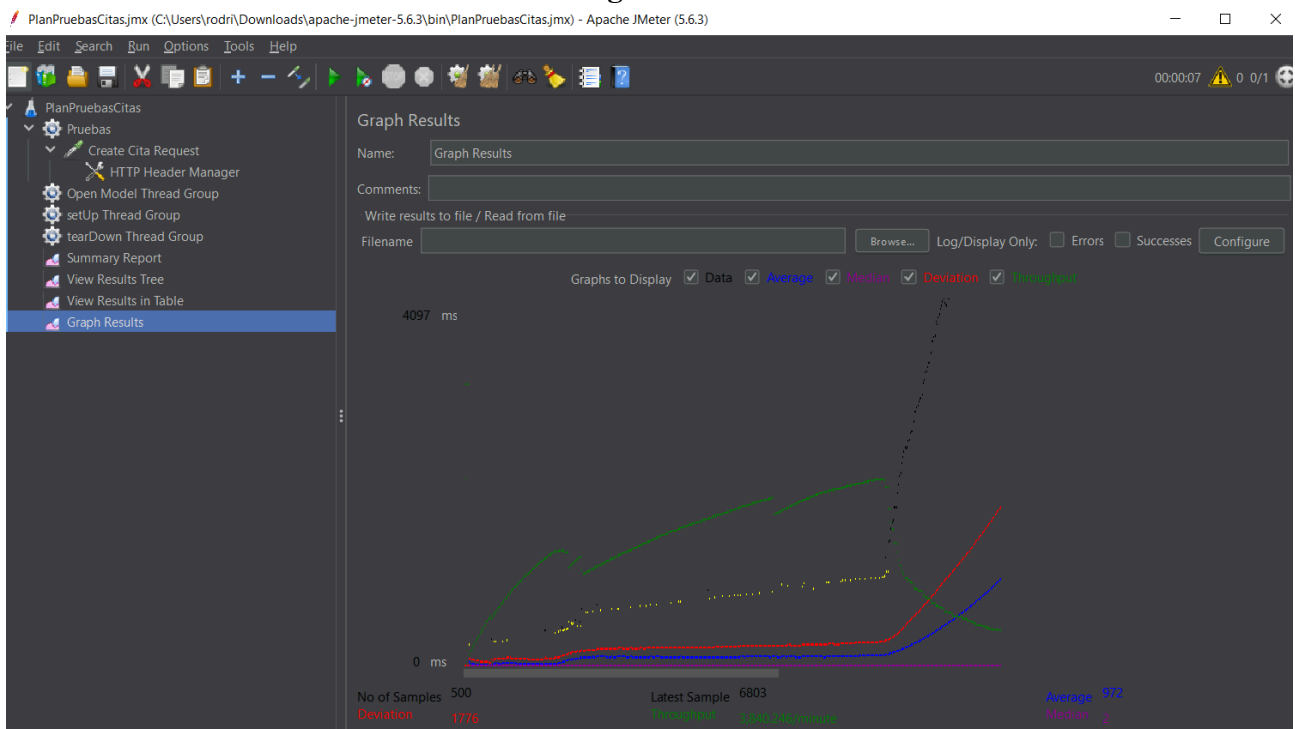 PlanPruebasCitas.jmx (C:\Users\rodri\Downloads\apache-jmeter-5.6.3\bin\PlanPruebasCitas.jmx) - Apache JMeter (5.6.3)
File Edit Search Run Options Tools Help
00:00:07 0 0/1
PlanPruebasCitas
Pruebas
Create Cita Request
HTTP Header Manager
Open Model Thread Group
setUp Thread Group
tearDown Thread Group
Summary Report
View Results Tree
View Results in Table
Graph Results
Graph Results
Name: Graph Results
Comments:
Write results to file / Read from file
Filename Browse... Log/Display Only: Errors Successes Configure
Graphs to Display Data Average Median Deviation Throughput
4097 ms
0 ms
No of Samples 500 Latest Sample 6803 Average 972
Deviation 1776 Throughput 3,840.246/minute Median